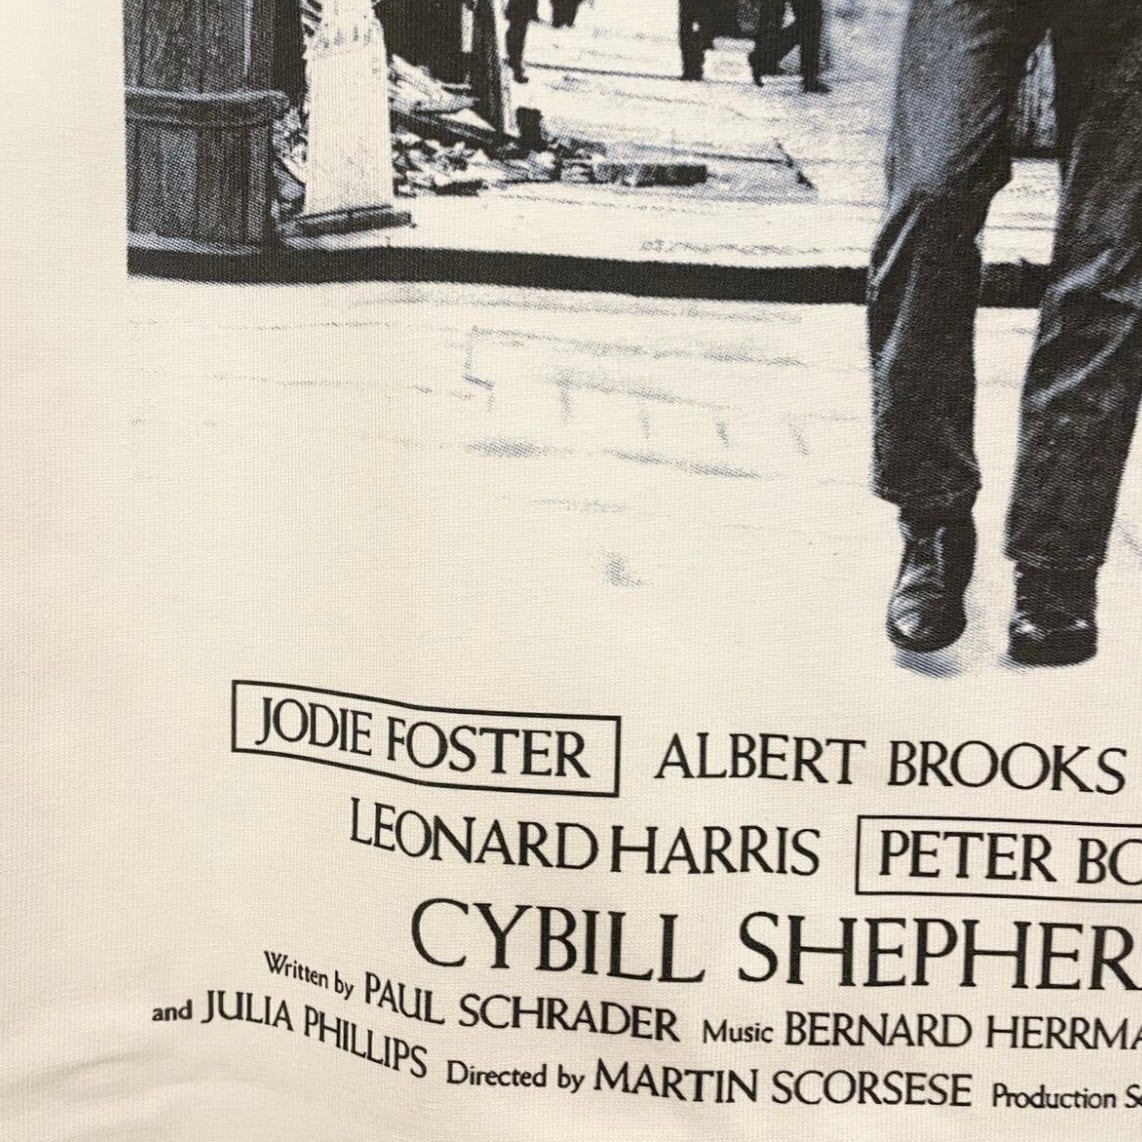 JODIE FOSTER ALBERT BROOKS
LEONARD HARRIS PETER BO
CYBILL SHEPHER
Written by PAUL SCHRADER Music BERNARD HERRMA
and JULIA PHILLIPS Directed by MARTIN SCORSESE Production S